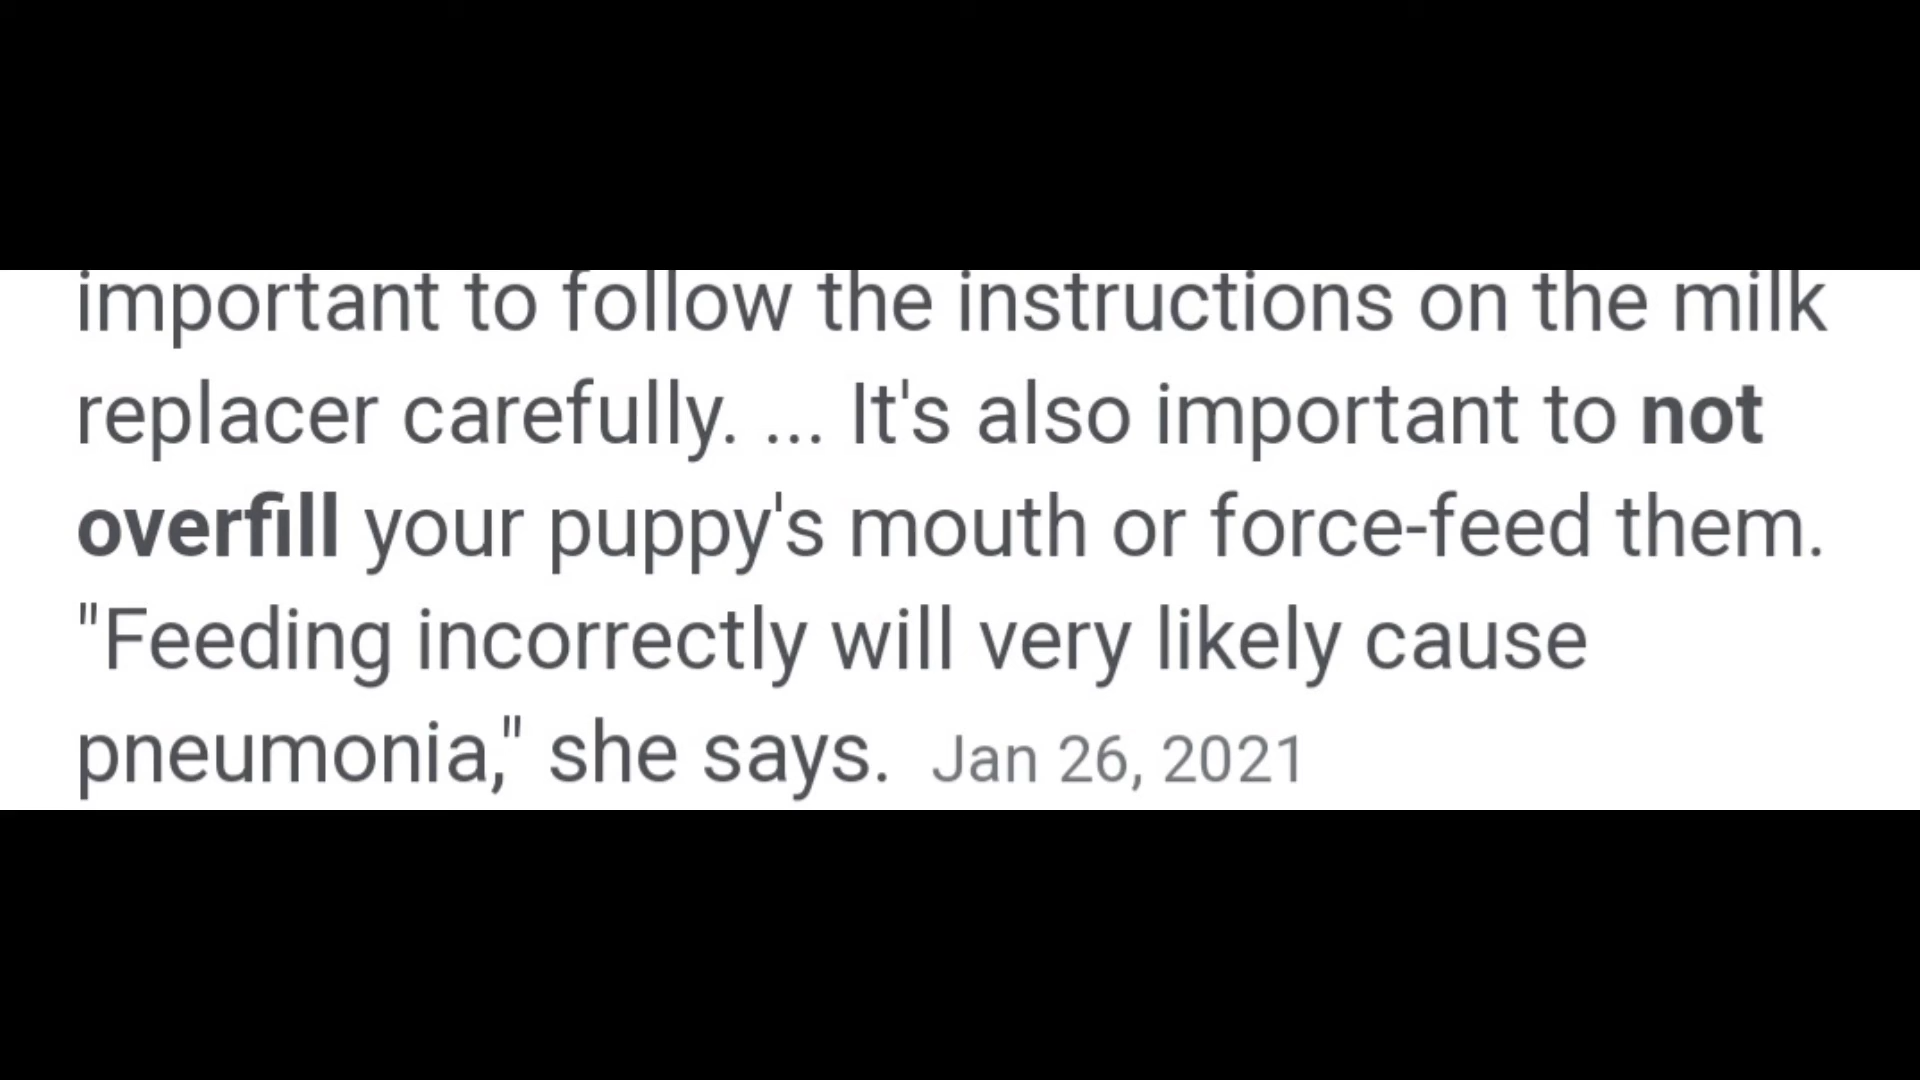 important to follow the instructions on the milk
replacer carefully. ... It's also important to not
overfill your puppy's mouth or force-feed them.
"Feeding incorrectly will very likely cause
pneumonia," she says. Jan 26, 2021